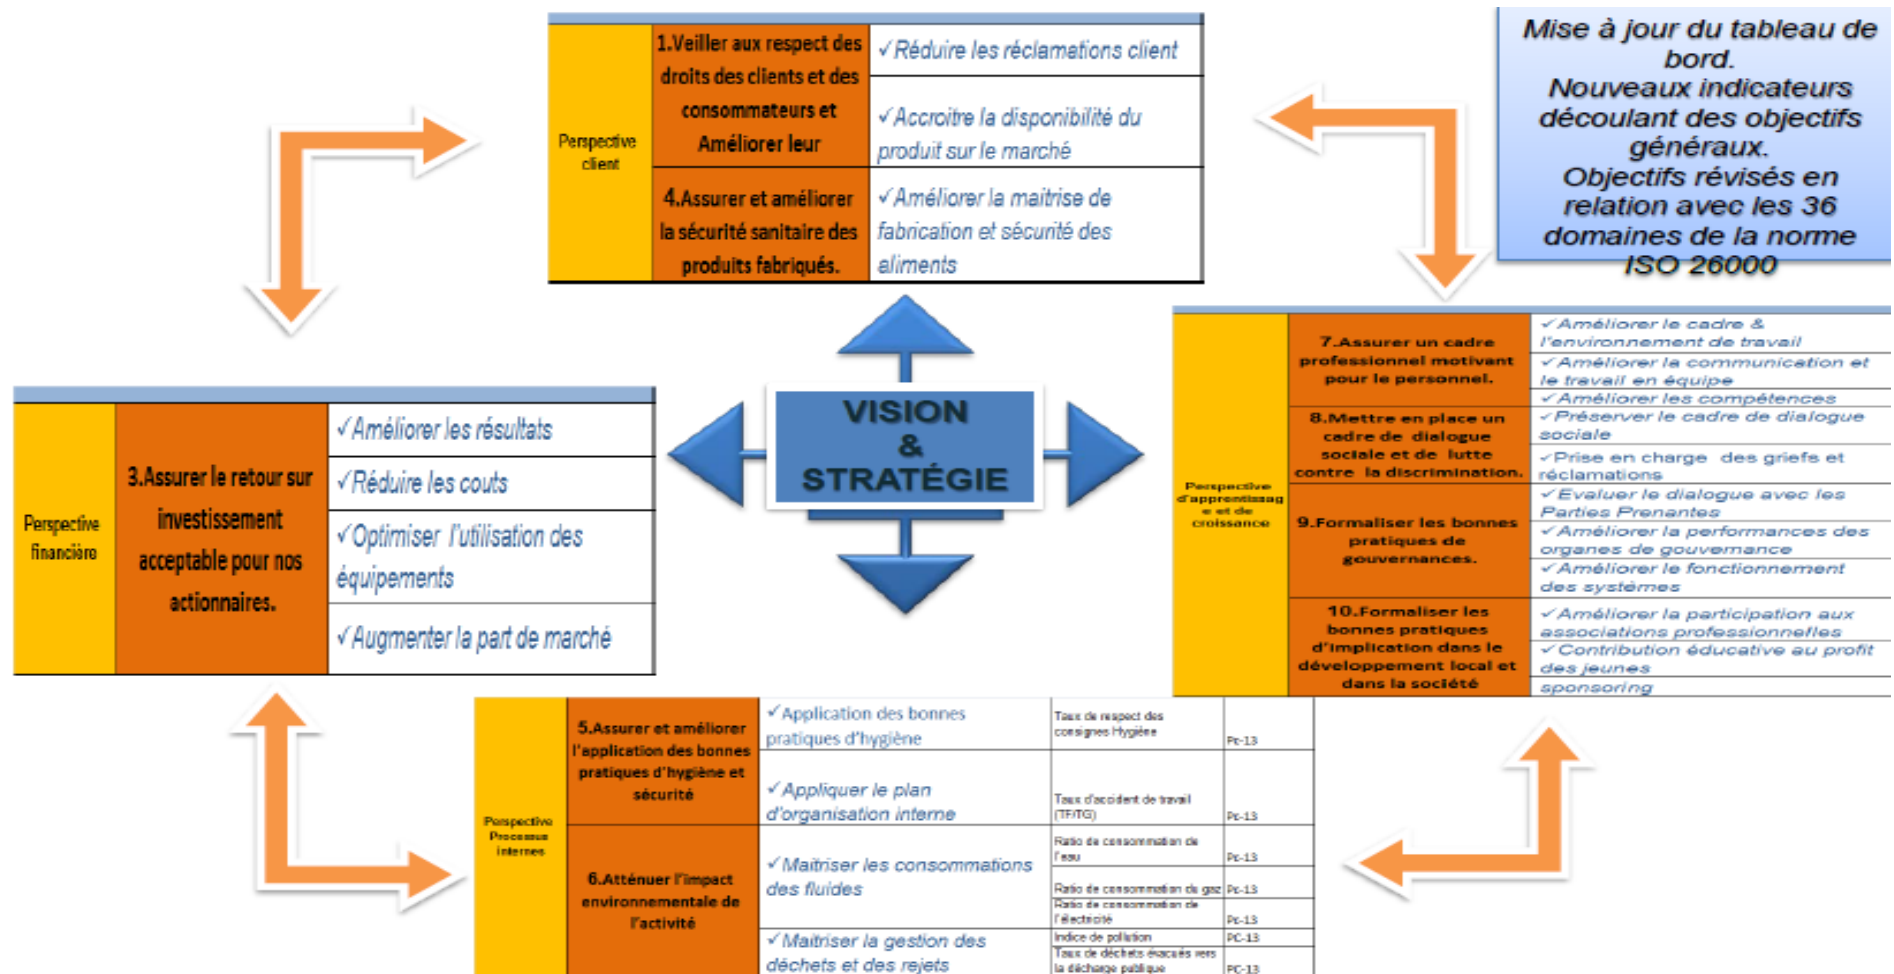 Mise à jour du tableau de
bord.
Nouveaux indicateurs
découlant des objectifs
généraux.
Objectifs révisés en
relation avec les 36
domaines de la norme
ISO 26000
Perspective
client
1.Veiller aux respect des
droits des clients et des
consommateurs et
Améliorer leur
✓Réduire les réclamations client
✓Accroitre la disponibilité du
produit sur le marché
4.Assurer et améliorer
la sécurité sanitaire des
produits fabriqués.
✓Améliorer la maitrise de
fabrication et sécurité des
aliments
VISION
&
STRATÉGIE
Perspective
financière
3.Assurer le retour sur
investissement
acceptable pour nos
actionnaires.
✓Améliorer les résultats
✓Réduire les couts
✓Optimiser l'utilisation des
équipements
✓Augmenter la part de marché
Perspective
d'apprentissag
e et de
croissance
7.Assurer un cadre
professionnel motivant
pour le personnel.
✓Améliorer le cadre &
l'environnement de travail
✓Améliorer la communication et
le travail en équipe
✓Améliorer les compétences
8.Mettre en place un
cadre de dialogue
sociale et de lutte
contre la discrimination.
✓Préserver le cadre de dialogue
sociale
✓Prise en charge des griefs et
réclamations
9.Formaliser les bonnes
pratiques de
gouvernances.
✓Evaluer le dialogue avec les
Parties Prenantes
✓Améliorer la performances des
organes de gouvernance
✓Améliorer le fonctionnement
des systèmes
10.Formaliser les
bonnes pratiques
d'implication dans le
développement local et
dans la société
✓Améliorer la participation aux
associations professionnelles
✓Contribution éducative au profit
des jeunes
sponsoring
Perspective
Processus
internes
5.Assurer et améliorer
l'application des bonnes
pratiques d'hygiène et
sécurité
✓Application des bonnes
pratiques d'hygiène
Taux de respect des
consignes Hygiène
Pc-13
✓Appliquer le plan
d'organisation interne
Taux d'accident de travail
(TF/TG)
Pc-13
6.Atténuer l'impact
environnementale de
l'activité
✓Maitriser les consommations
des fluides
Ratio de consommation de
l'eau
Pc-13
Ratio de consommation du gaz
Pc-13
Ratio de consommation de
l'électricité
Pc-13
✓Maitriser la gestion des
déchets et des rejets
Indice de pollution
PC-13
Taux de déchets évacués vers
la décharge publique
PC-13